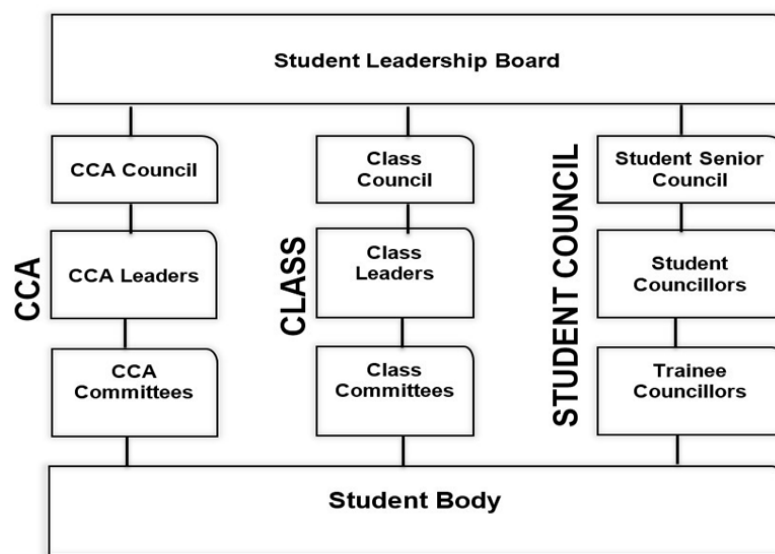 Student Leadership Board
CCA
CCA Council
CCA Leaders
CCA
Committees
CLASS
Class
Council
Class
Leaders
Class
Committees
STUDENT COUNCIL
Student Senior
Council
Student
Councillors
Trainee
Councillors
Student Body